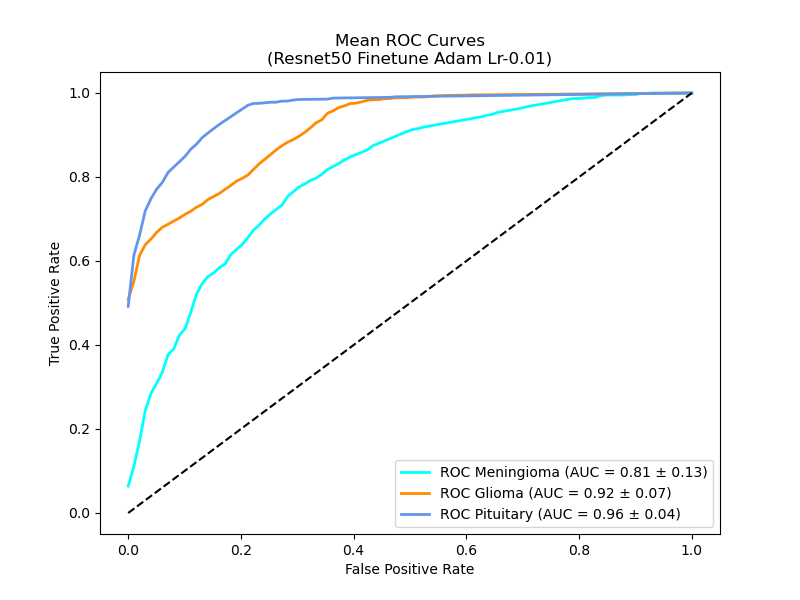 Mean ROC Curves
(Resnet50 Finetune Adam Lr-0.01)
True Positive Rate
1.0
0.8
0.6
0.4
0.2
0.0
ROC Meningioma (AUC = 0.81 ± 0.13)
ROC Glioma (AUC = 0.92 ± 0.07)
ROC Pituitary (AUC = 0.96 ± 0.04)
0.0 0.2 0.4 0.6 0.8 1.0
False Positive Rate